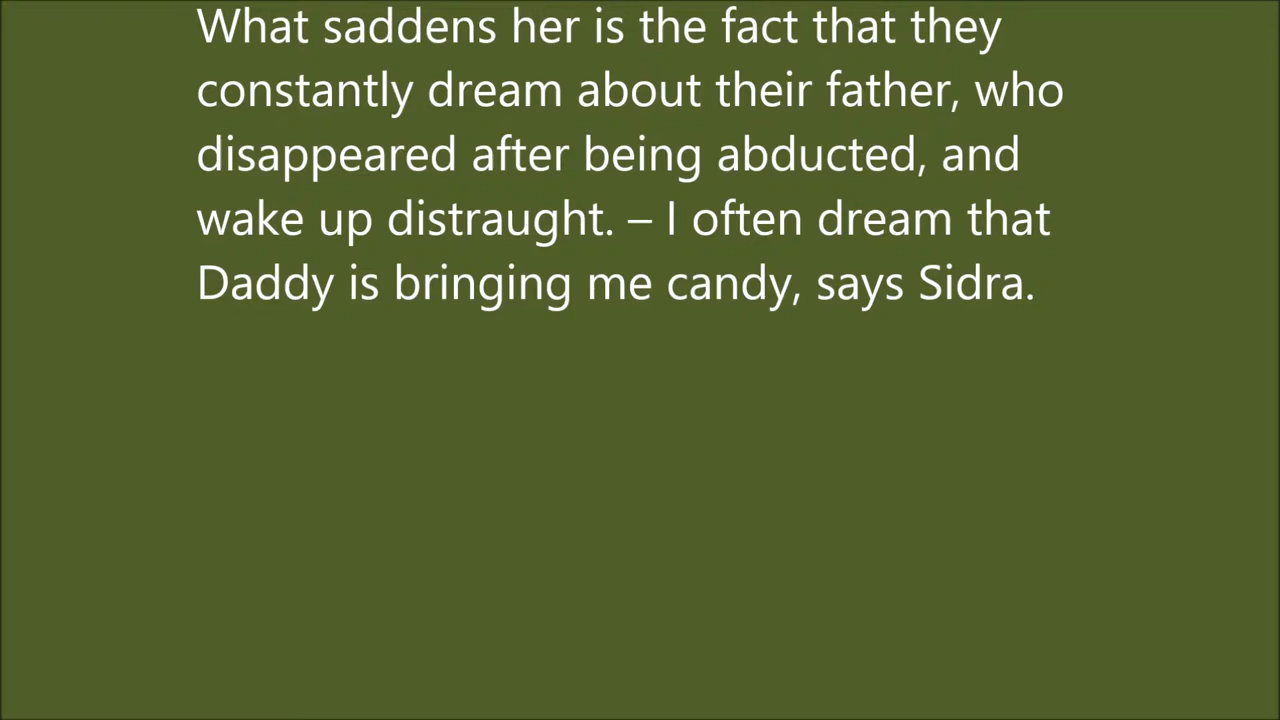 What saddens her is the fact that they
constantly dream about their father, who
disappeared after being abducted, and
wake up distraught. – I often dream that
Daddy is bringing me candy, says Sidra.